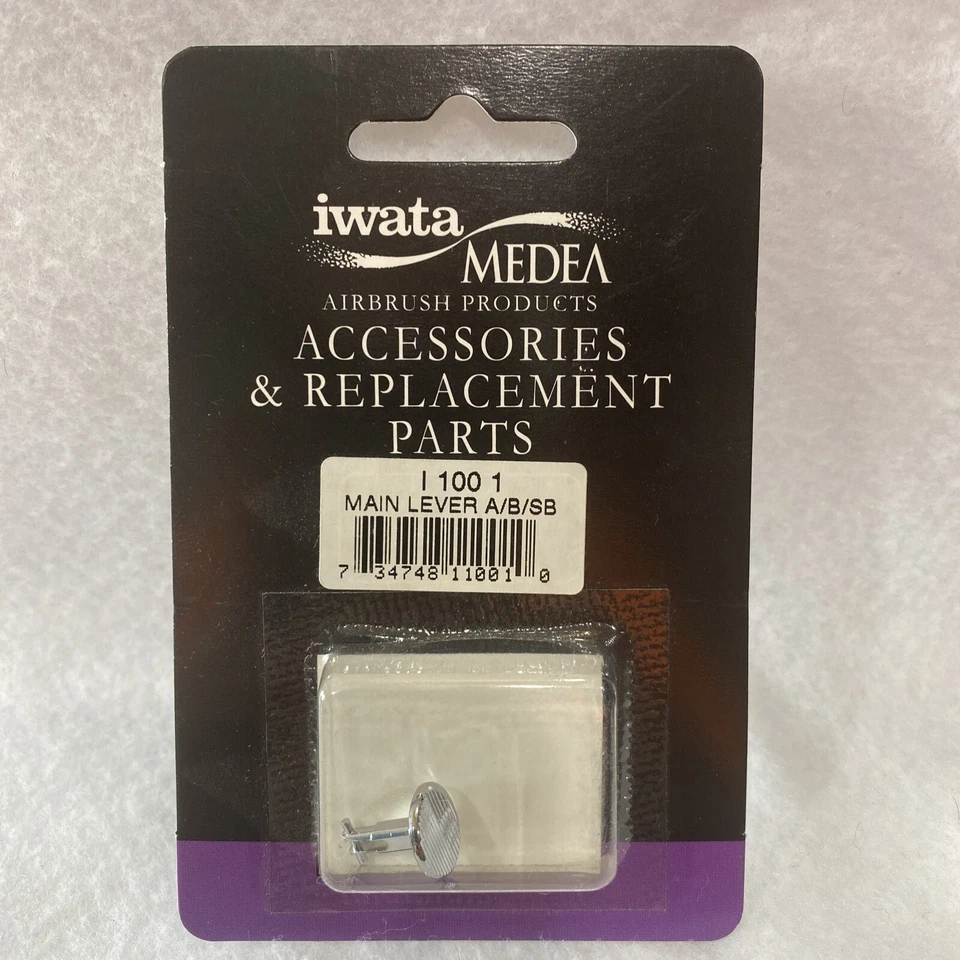 iwata
MEDEA
AIRBRUSH PRODUCTS
ACCESSORIES
& REPLACEMENT
PARTS
I 100 1
MAIN LEVER A/B/SB
7 34748 11001 0